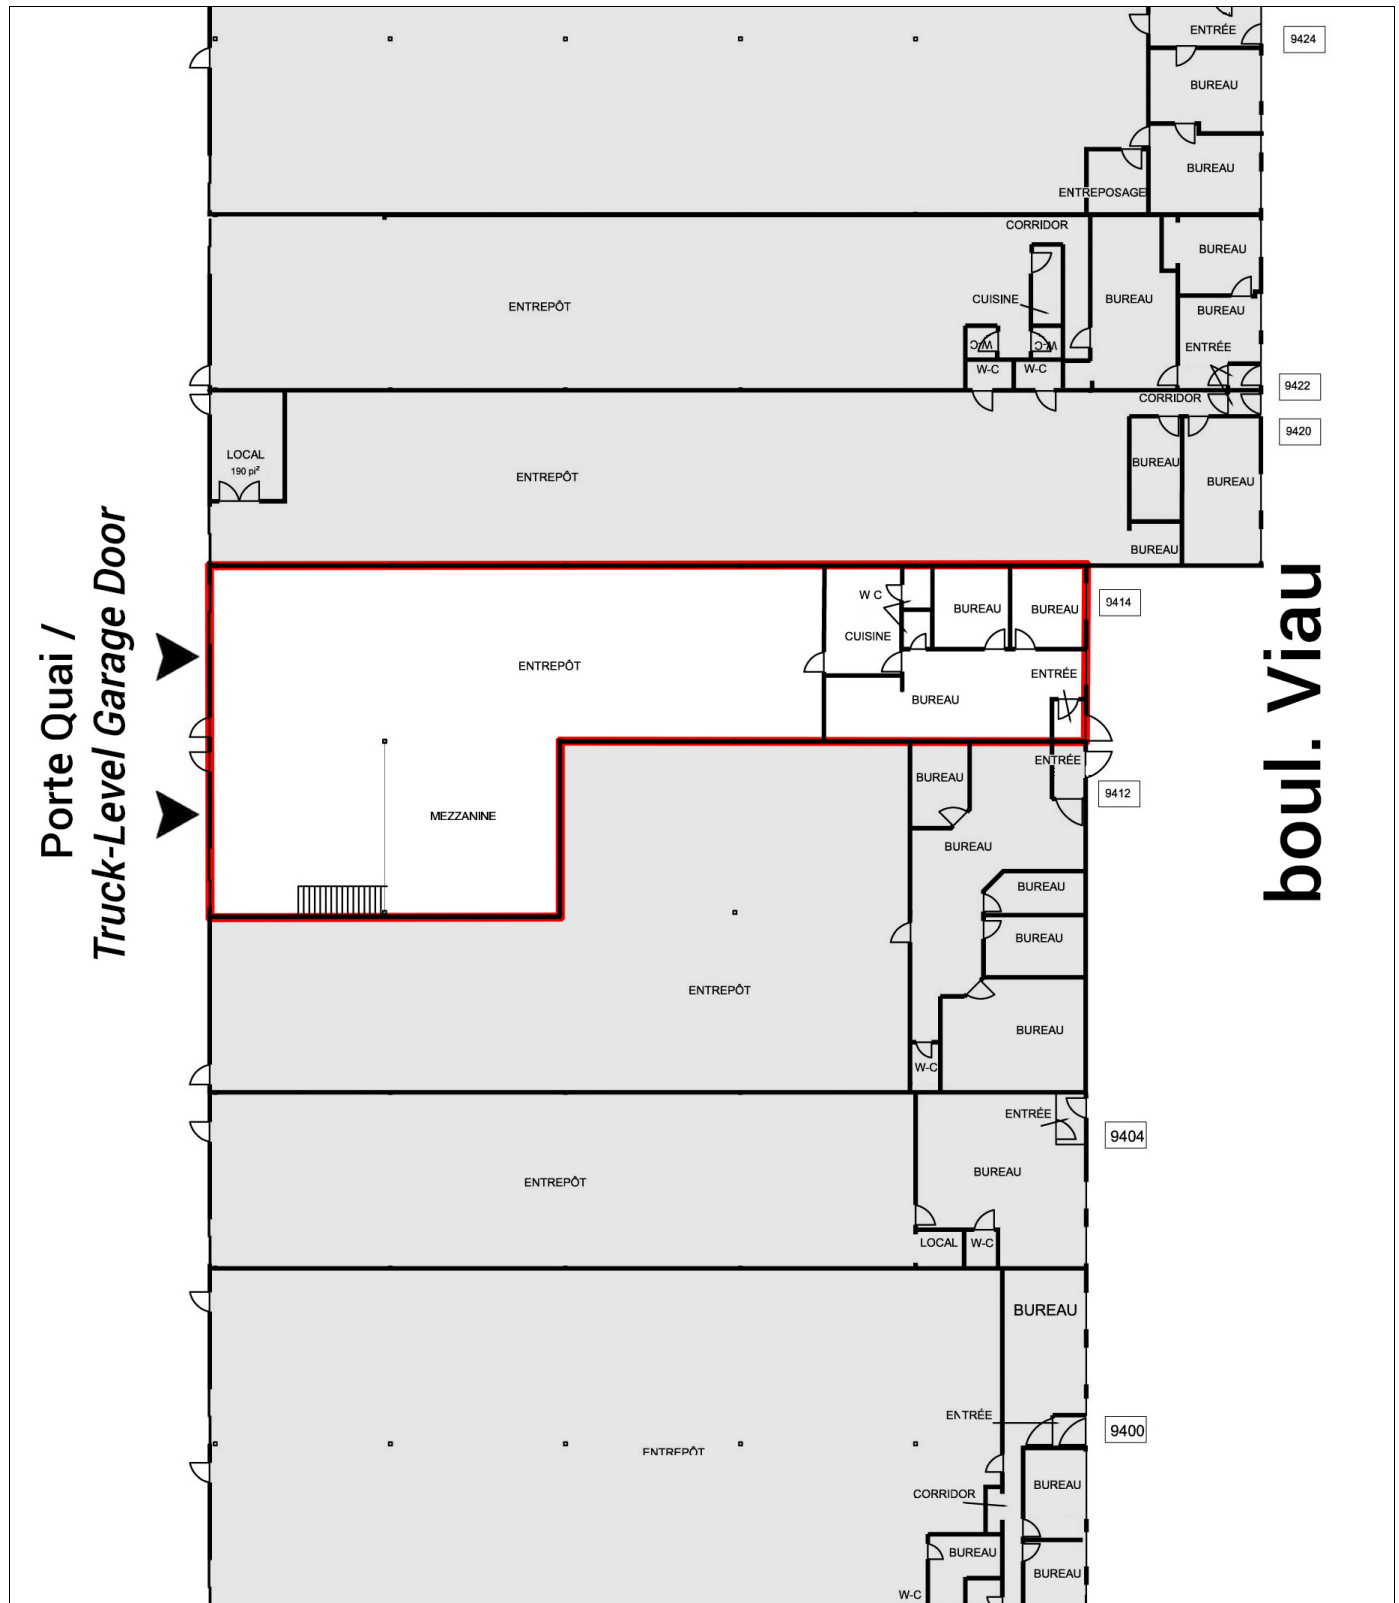 ENTRÉE
9424
BUREAU
BUREAU
ENTREPOSAGE
CORRIDOR
BUREAU
ENTREPÔT
CUISINE
BUREAU
BUREAU
ENTRÉE
W-C
W-C
W-C
W-C
9422
CORRIDOR
9420
LOCAL
190 pi²
ENTREPÔT
BUREAU
BUREAU
BUREAU
Porte Quai /
Truck-Level Garage Door
boul. Viau
W C
BUREAU
BUREAU
9414
CUISINE
ENTREPÔT
ENTRÉE
BUREAU
ENTRÉE
BUREAU
9412
MEZZANINE
BUREAU
BUREAU
BUREAU
ENTREPÔT
BUREAU
W-C
ENTRÉE
9404
BUREAU
ENTREPÔT
LOCAL
W-C
BUREAU
ENTRÉE
9400
ENTREPÔT
BUREAU
CORRIDOR
BUREAU
BUREAU
W-C